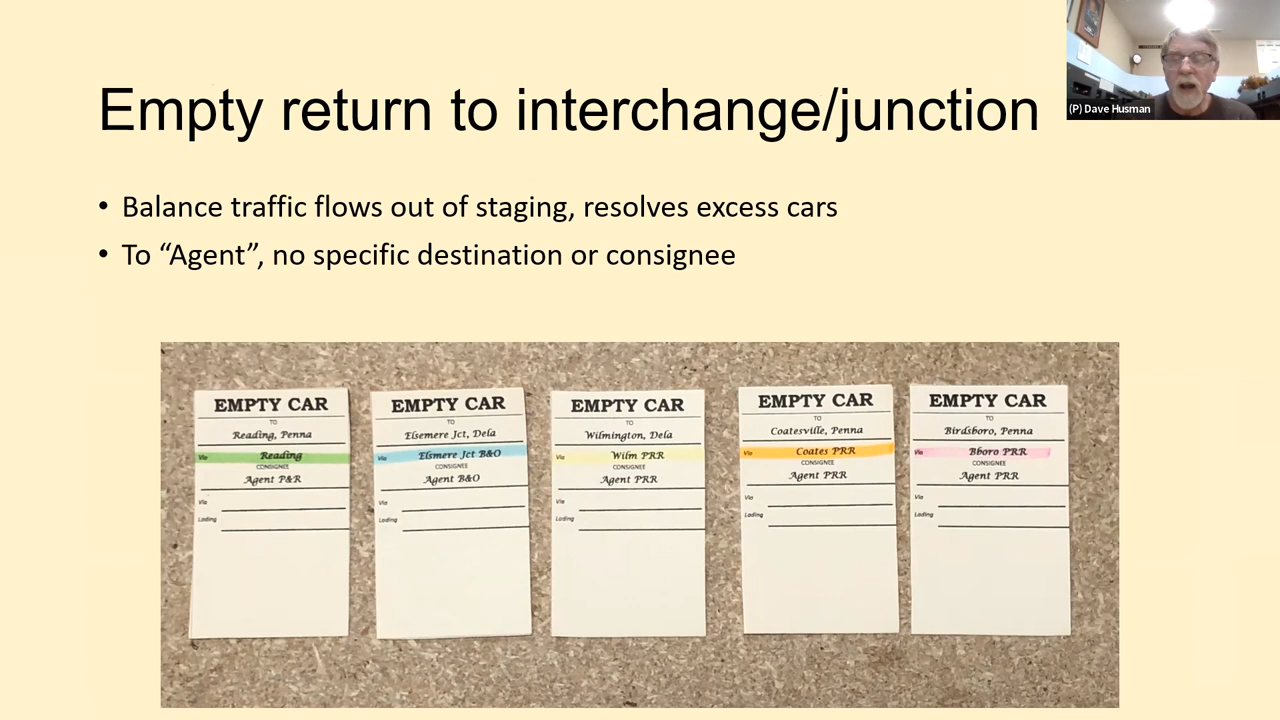 Empty return to interchange/junction
(P) Dave Husman
• Balance traffic flows out of staging, resolves excess cars
• To “Agent”, no specific destination or consignee
EMPTY CAR
TO
Reading, Penna
Via Reading
CONSIGNEE
Agent P&R
Via
Lading
EMPTY CAR
TO
Elsemere Jct, Dela
Via Elsmere Jct B&O
CONSIGNEE
Agent B&O
Via
Lading
EMPTY CAR
TO
Wilmington, Dela
Via Wilm PRR
CONSIGNEE
Agent PRR
Via
Lading
EMPTY CAR
TO
Coatesville, Penna
Via Coates PRR
CONSIGNEE
Agent PRR
Via
Lading
EMPTY CAR
TO
Birdsboro, Penna
Via Bboro PRR
CONSIGNEE
Agent PRR
Via
Lading